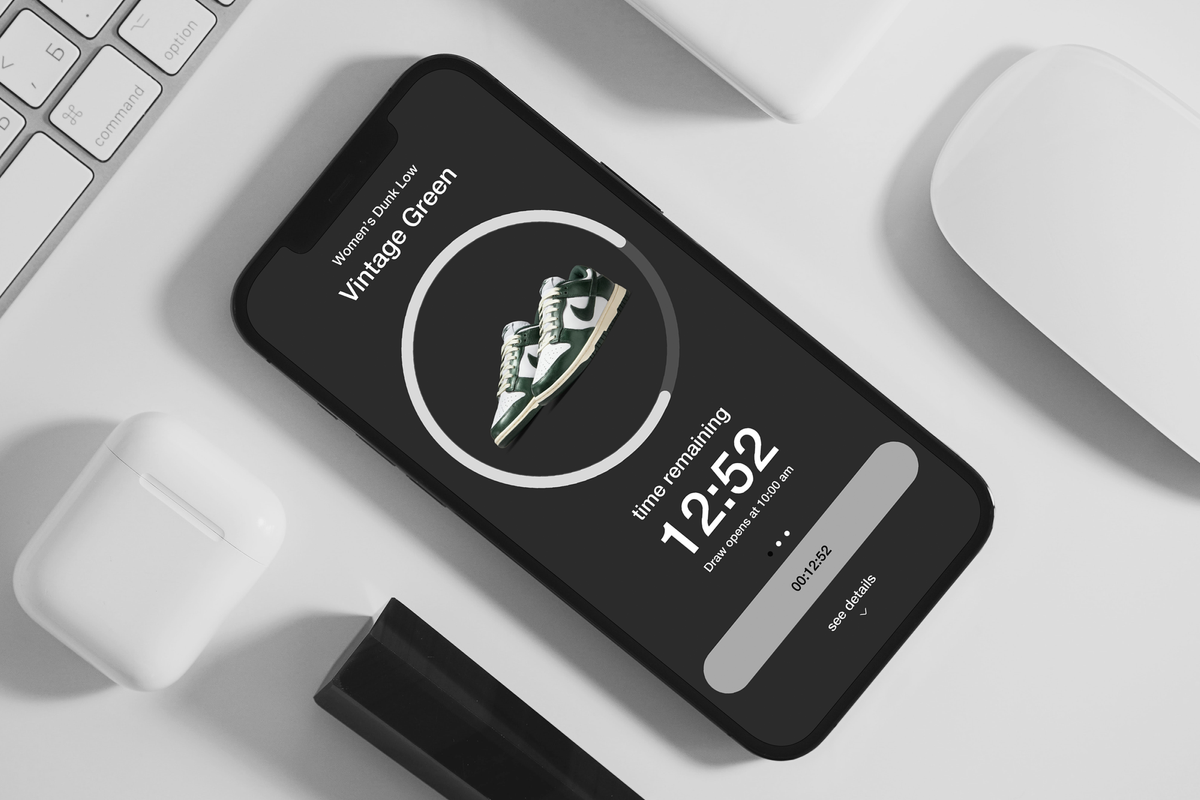 Б
option
<
,
⌘
command
Women's Dunk Low
Vintage Green
time remaining
12:52
Draw opens at 10:00 am
00:12:52
see details